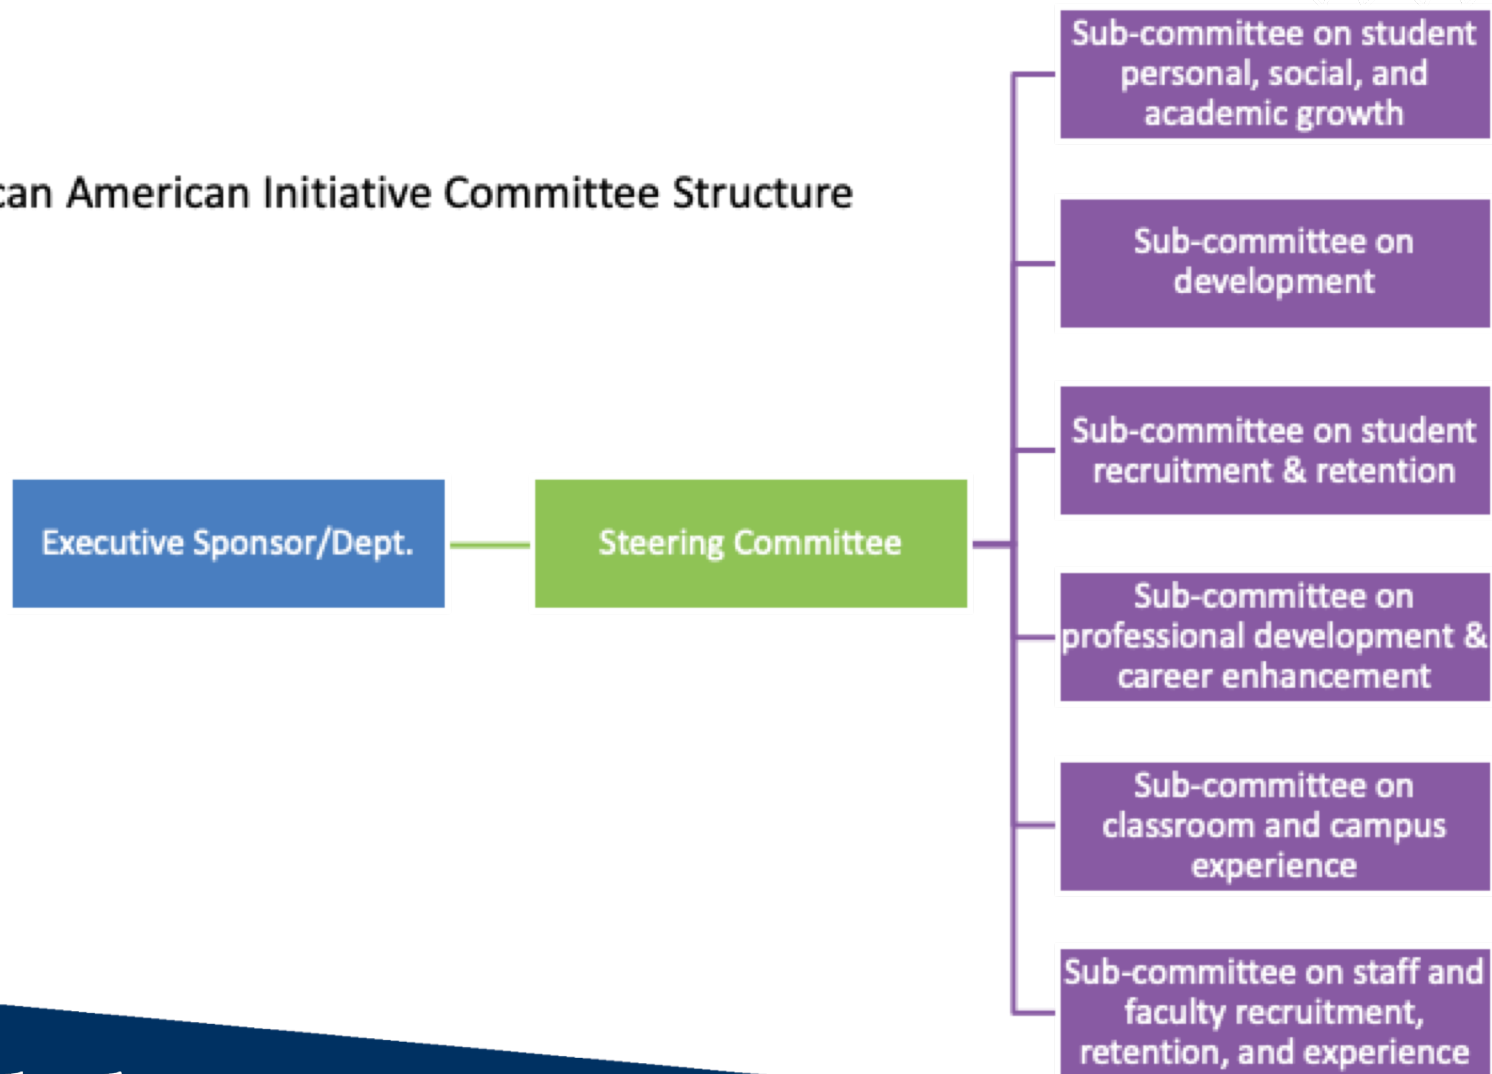 can American Initiative Committee Structure
Executive Sponsor/Dept.
Steering Committee
Sub-committee on student
personal, social, and
academic growth
Sub-committee on
development
Sub-committee on student
recruitment & retention
Sub-committee on
professional development &
career enhancement
Sub-committee on
classroom and campus
experience
Sub-committee on staff and
faculty recruitment,
retention, and experience